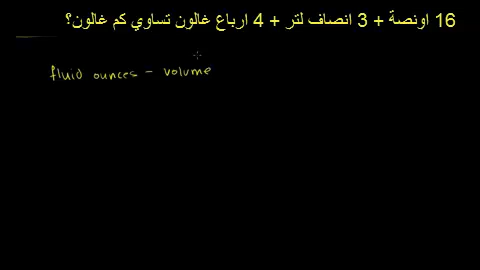 16 اونصة + 3 انصاف لتر + 4 ارباع غالون تساوي كم غالون؟
fluid ounces - volume